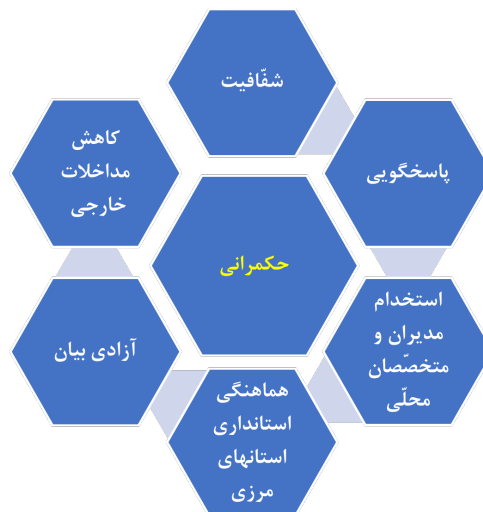 شفّافیت
پاسخگویی
استخدام
مدیران و
متخصّصان
محلّی
هماهنگی
استانداری
استانهای
مرزی
آزادی بیان
کاهش
مداخلات
خارجی
حکمرانی